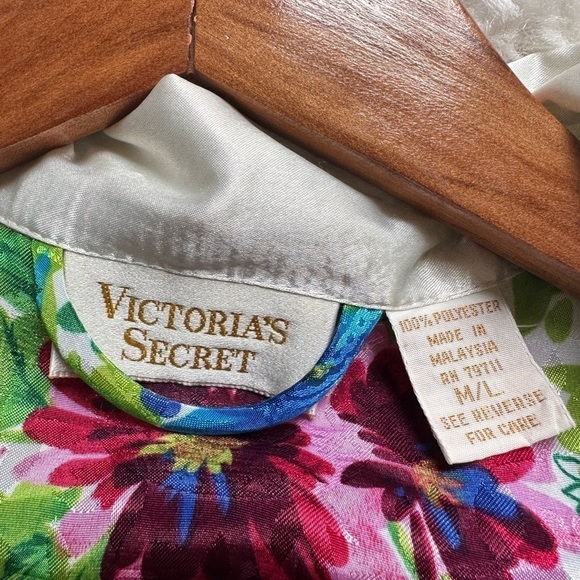 VICTORIA'S
SECRET
100% POLYESTER
MADE IN
MALAYSIA
RN 79711
M/L
SEE REVERSE
FOR CARE